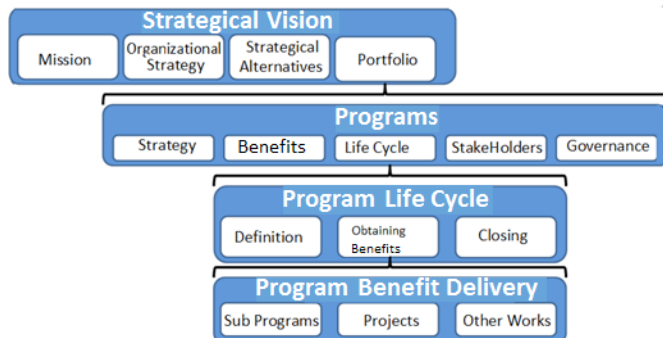 Strategical Vision
Mission
Organizational
Strategy
Strategical
Alternatives
Portfolio
Programs
Strategy
Benefits
Life Cycle
StakeHolders
Governance
Program Life Cycle
Definition
Obtaining
Benefits
Closing
Program Benefit Delivery
Sub Programs
Projects
Other Works